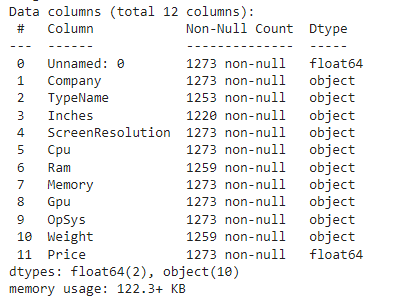 Data columns (total 12 columns):
 #   Column            Non-Null Count  Dtype
---  ------            --------------  -----
 0   Unnamed: 0        1273 non-null   float64
 1   Company           1273 non-null   object
 2   TypeName          1253 non-null   object
 3   Inches            1220 non-null   object
 4   ScreenResolution  1273 non-null   object
 5   Cpu               1273 non-null   object
 6   Ram               1259 non-null   object
 7   Memory            1273 non-null   object
 8   Gpu               1273 non-null   object
 9   OpSys             1273 non-null   object
 10  Weight            1259 non-null   object
 11  Price             1273 non-null   float64
dtypes: float64(2), object(10)
memory usage: 122.3+ KB